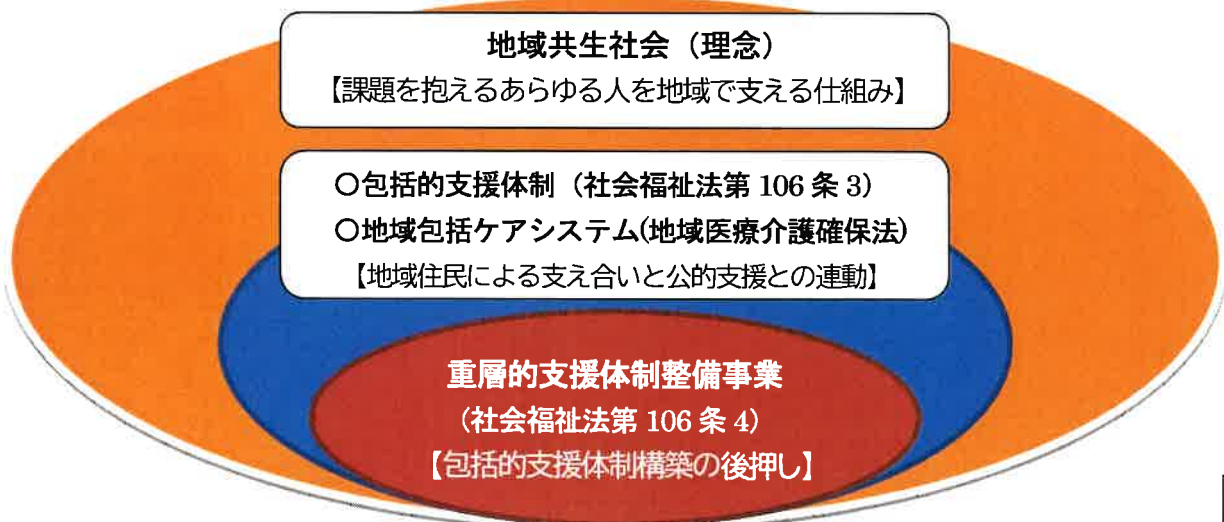 地域共生社会（理念）
【課題を抱えるあらゆる人を地域で支える仕組み】
○包括的支援体制（社会福祉法第 106 条 3）
○地域包括ケアシステム(地域医療介護確保法)
【地域住民による支え合いと公的支援との連動】
重層的支援体制整備事業
（社会福祉法第 106 条 4）
【包括的支援体制構築の後押し】